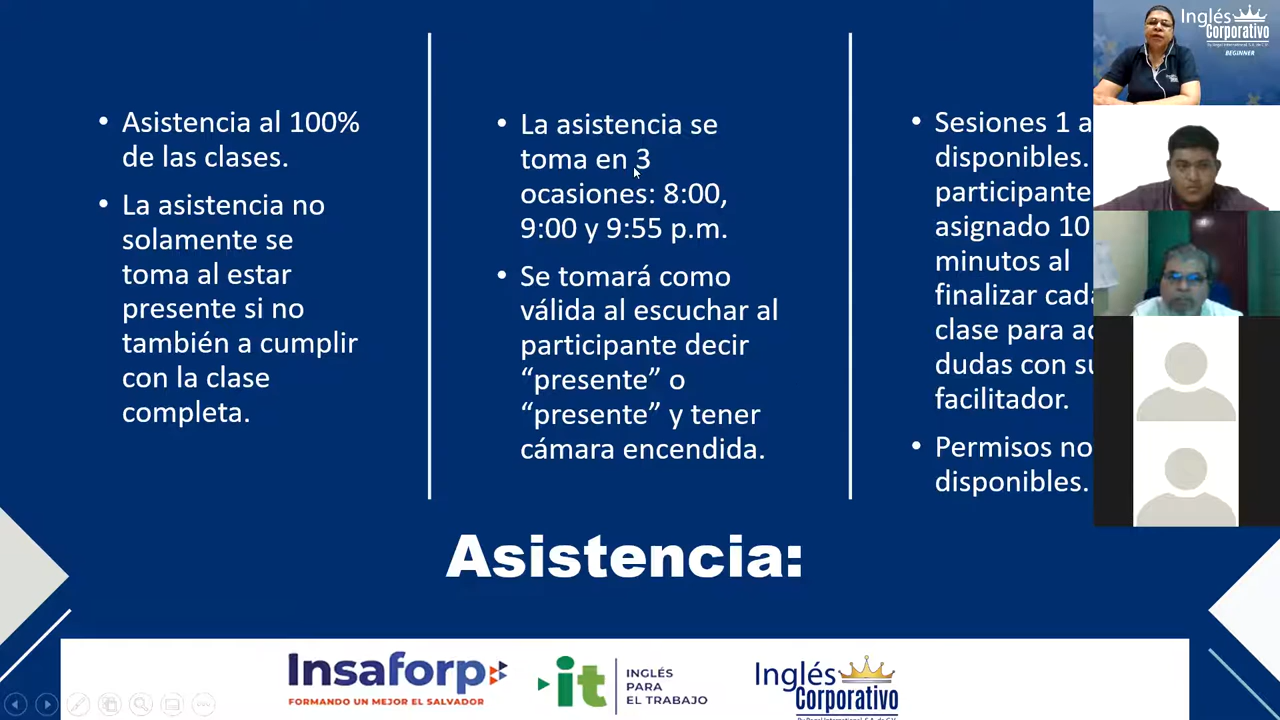 • Asistencia al 100%
de las clases.
• La asistencia no
solamente se
toma al estar
presente si no
también a cumplir
con la clase
completa.
• La asistencia se
toma en 3
ocasiones: 8:00,
9:00 y 9:55 p.m.
• Se tomará como
válida al escuchar al
participante decir
“presente” o
“presente” y tener
cámara encendida.
• Sesiones 1 a
disponibles.
participante
asignado 10
minutos al
finalizar
clase para
dudas con
facilitador.
• Permisos no
disponibles.
Asistencia:
Insaforp
FORMANDO UN MEJOR EL SALVADOR
it
INGLÉS
PARA
EL TRABAJO
Inglés
Corporativo
Inglés
Corporativo
BEGINNER